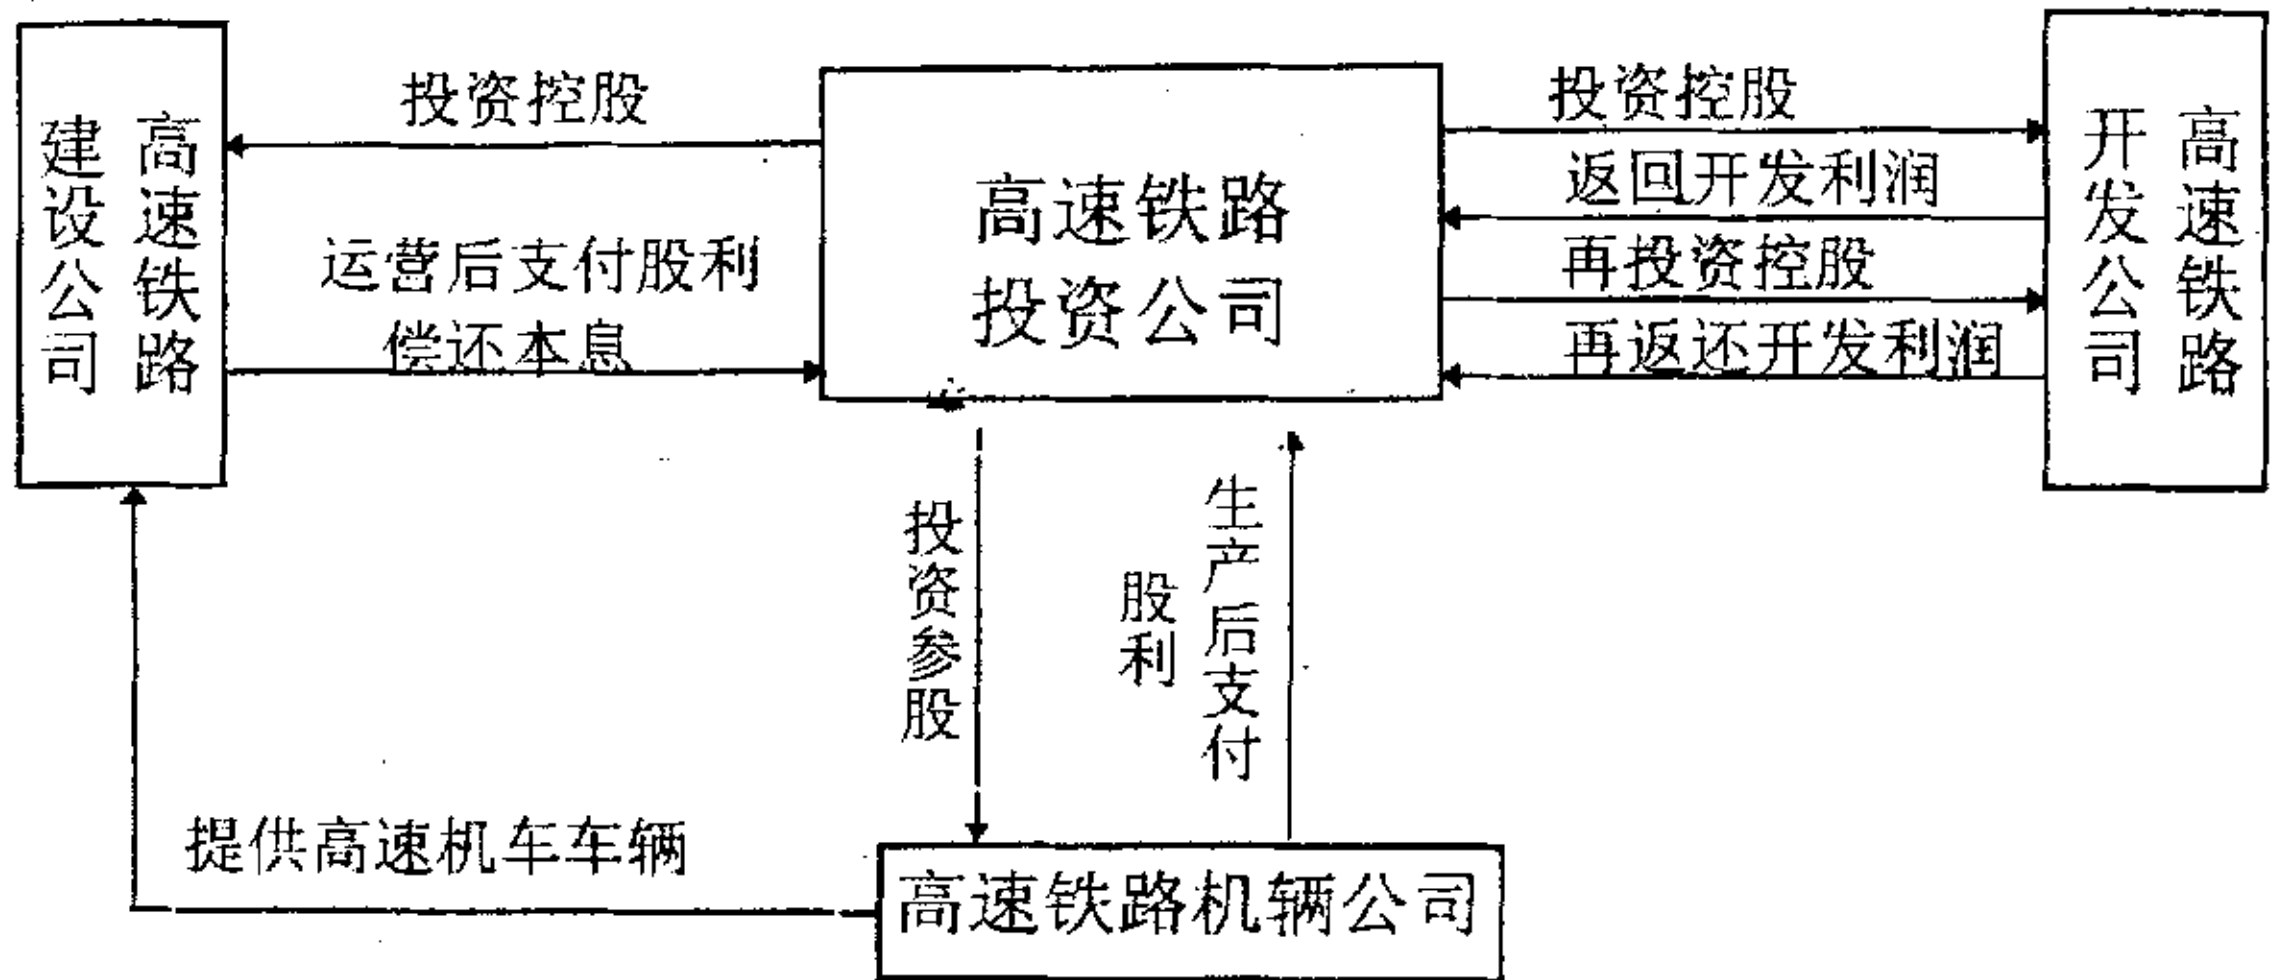 高速铁路
建设公司
投资控股
运营后支付股利
偿还本息
高速铁路
投资公司
投资控股
返回开发利润
再投资控股
再返还开发利润
高速铁路
开发公司
投资参股
生产后支付
股利
提供高速机车车辆
高速铁路机辆公司